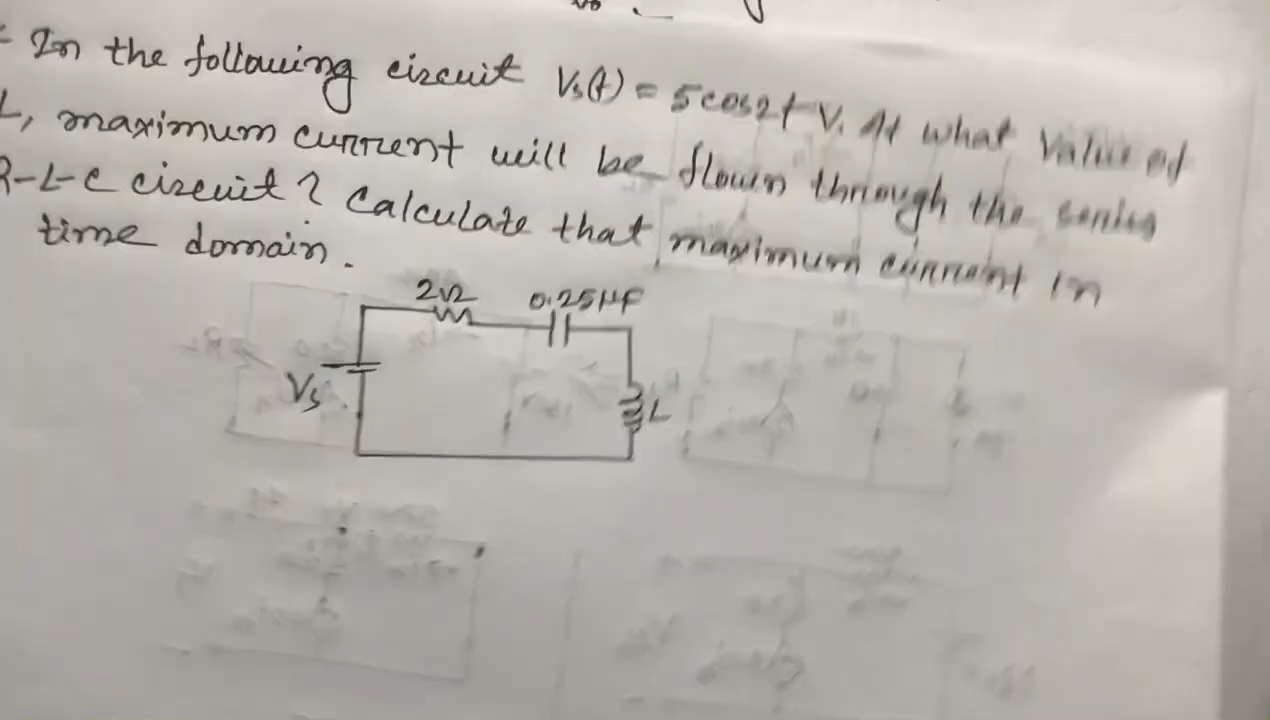 In the following circuit Vs(t) = 5cos2t V. At what value of
L, maximum current will be flown through the series
R-L-C circuit? Calculate that maximum current in
time domain.
2Ω 0.25μF
Vs L